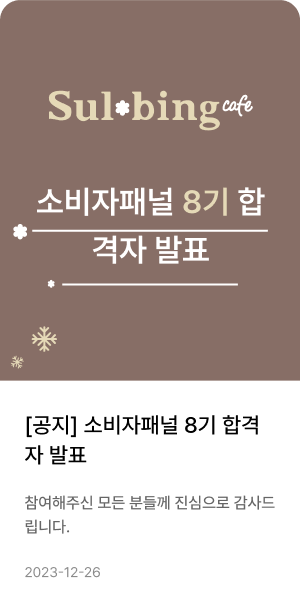 Sul bing cafe
소비자패널 8기 합
격자 발표
[공지] 소비자패널 8기 합격
자 발표
참여해주신 모든 분들께 진심으로 감사드
립니다.
2023-12-26